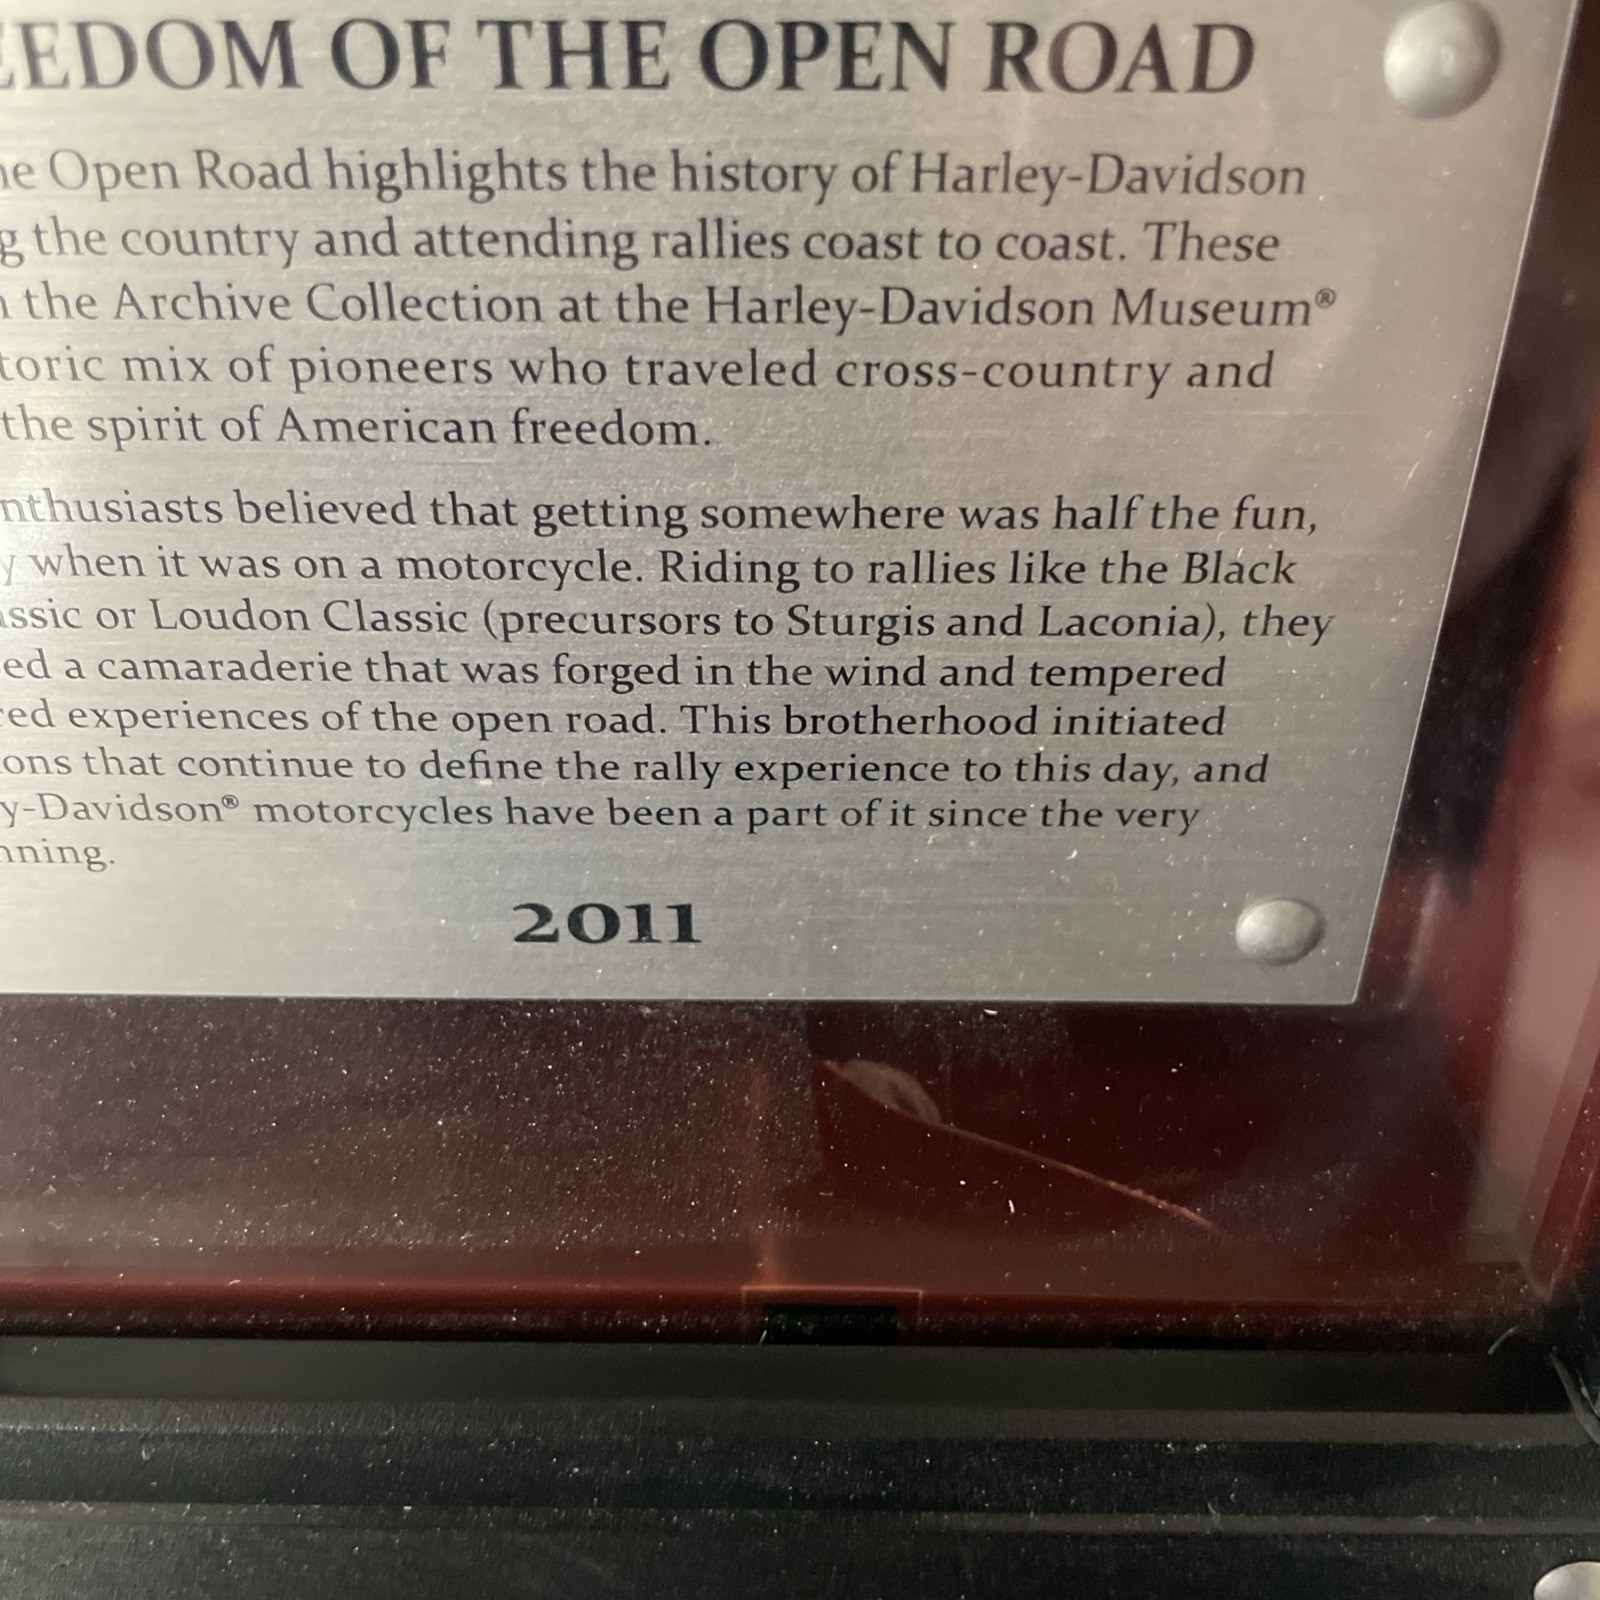 EEDOM OF THE OPEN ROAD
he Open Road highlights the history of Harley-Davidson
g the country and attending rallies coast to coast. These
the Archive Collection at the Harley-Davidson Museum®
toric mix of pioneers who traveled cross-country and
the spirit of American freedom.
nthusiasts believed that getting somewhere was half the fun,
y when it was on a motorcycle. Riding to rallies like the Black
assic or Loudon Classic (precursors to Sturgis and Laconia), they
ed a camaraderie that was forged in the wind and tempered
red experiences of the open road. This brotherhood initiated
ons that continue to define the rally experience to this day, and
y-Davidson® motorcycles have been a part of it since the very
nning.
2011